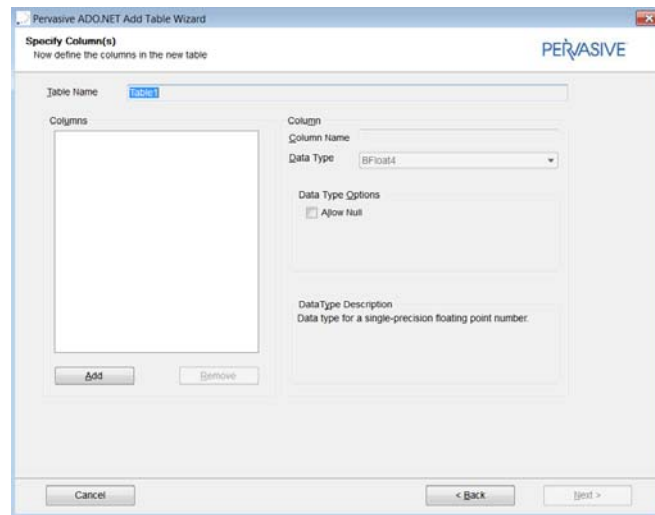 Pervasive ADO.NET Add Table Wizard
Specify Column(s)
Now define the columns in the new table
PERVASIVE
Table Name Table1
Columns
Column
Column Name
Data Type BFloat4
Data Type Options
Allow Null
DataType Description
Data type for a single-precision floating point number.
Add Remove
Cancel < Back Next >